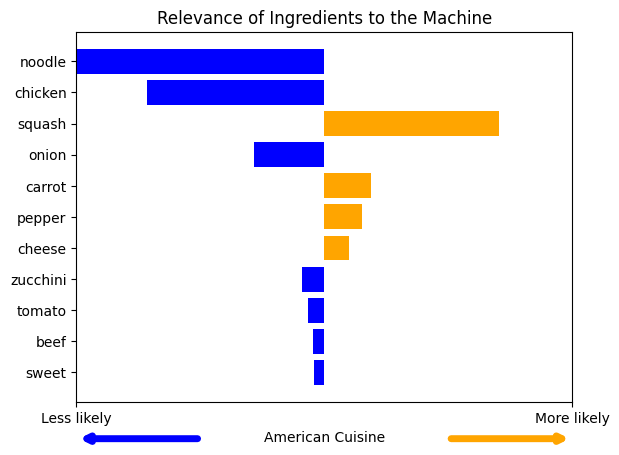 Relevance of Ingredients to the Machine
noodle
chicken
squash
onion
carrot
pepper
cheese
zucchini
tomato
beef
sweet
Less likely
More likely
American Cuisine